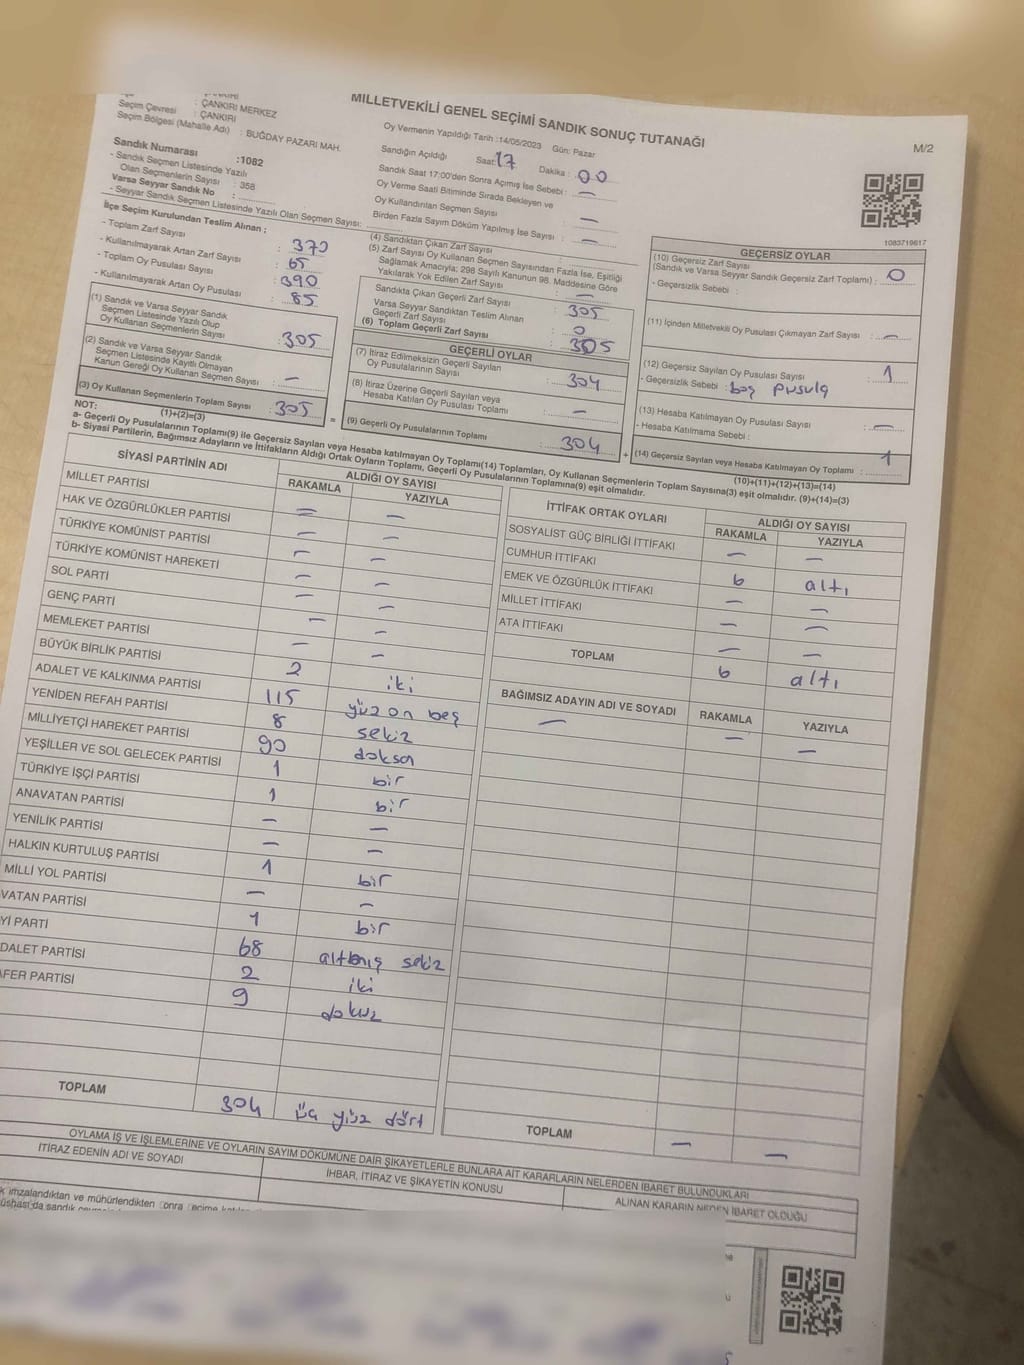 MİLLETVEKİLİ GENEL SEÇİMİ SANDIK SONUÇ TUTANAĞI
M/2
: ÇANKIRI MERKEZ
Seçim Çevresi : ÇANKIRI
Seçim Bölgesi (Mahalle Adı) : BUĞDAY PAZARI MAH.
Sandık Numarası :1082
- Sandık Seçmen Listesinde Yazılı
Olan Seçmenlerin Sayısı : 358
Varsa Seyyar Sandık No :
- Seyyar Sandık Seçmen Listesinde Yazılı Olan Seçmen Sayısı:
İlçe Seçim Kurulundan Teslim Alınan :
- Toplam Zarf Sayısı : 370
- Kullanılmayarak Artan Zarf Sayısı : 65
- Toplam Oy Pusulası Sayısı : 390
- Kullanılmayarak Artan Oy Pusulası : 85
(1) Sandık ve Varsa Seyyar Sandık
Seçmen Listesinde Yazılı Olup
Oy Kullanan Seçmenlerin Sayısı : 305
(2) Sandık ve Varsa Seyyar Sandık
Seçmen Listesinde Kayıtlı Olmayan
Kanun Gereği Oy Kullanan Seçmen Sayısı : –
(3) Oy Kullanan Seçmenlerin Toplam Sayısı : 305
(1)+(2)=(3)
Oy Vermenin Yapıldığı Tarih :14/05/2023 Gün: Pazar
Sandığın Açıldığı Saat: 17 Dakika : 00
Sandık Saat 17:00'den Sonra Açımış İse Sebebi : –
Oy Verme Saati Bitiminde Sırada Bekleyen ve
Oy Kullandırılan Seçmen Sayısı : –
Birden Fazla Sayım Döküm Yapılmış İse Sayısı : –
(4) Sandıktan Çıkan Zarf Sayısı
(5) Zarf Sayısı Oy Kullanan Seçmen Sayısından Fazla İse, Eşitliği
Sağlamak Amacıyla; 298 Sayılı Kanunun 98. Maddesine Göre
Yakılarak Yok Edilen Zarf Sayısı : –
Sandıkta Çıkan Geçerli Zarf Sayısı : 305
Varsa Seyyar Sandıktan Teslim Alınan
Geçerli Zarf Sayısı : 0
(6) Toplam Geçerli Zarf Sayısı : 305
GEÇERLİ OYLAR
(7) İtiraz Edilmeksizin Geçerli Sayılan
Oy Pusulalarının Sayısı : 304
(8) İtiraz Üzerine Geçerli Sayılan veya
Hesaba Katılan Oy Pusulası Toplamı : –
(9) Geçerli Oy Pusulalarının Toplamı : 304
1083719617
GEÇERSİZ OYLAR
(10) Geçersiz Zarf Sayısı
(Sandık ve Varsa Seyyar Sandık Geçersiz Zarf Toplamı) : 0
- Geçersizlik Sebebi :
(11) İçinden Milletvekili Oy Pusulası Çıkmayan Zarf Sayısı : –
(12) Geçersiz Sayılan Oy Pusulası Sayısı : 1
- Geçersizlik Sebebi : boş pusula
(13) Hesaba Katılmayan Oy Pusulası Sayısı : –
- Hesaba Katılmama Sebebi :
(14) Geçersiz Sayılan veya Hesaba Katılmayan Oy Toplamı : 1
(10)+(11)+(12)+(13)=(14)
NOT:
a- Geçerli Oy Pusulalarının Toplamı(9) ile Geçersiz Sayılan veya Hesaba katılmayan Oy Toplamı(14) Toplamları, Oy Kullanan Seçmenlerin Toplam Sayısına(3) eşit olmalıdır. (9)+(14)=(3)
b- Siyasi Partilerin, Bağımsız Adayların ve İttifakların Aldığı Ortak Oyların Toplamı, Geçerli Oy Pusulalarının Toplamına(9) eşit olmalıdır.
SİYASİ PARTİNİN ADI ALDIĞI OY SAYISI
RAKAMLA YAZIYLA
MİLLET PARTİSİ – –
HAK VE ÖZGÜRLÜKLER PARTİSİ – –
TÜRKİYE KOMÜNİST PARTİSİ – –
TÜRKİYE KOMÜNİST HAREKETİ – –
SOL PARTİ – –
GENÇ PARTİ – –
MEMLEKET PARTİSİ – –
BÜYÜK BİRLİK PARTİSİ 2 iki
ADALET VE KALKINMA PARTİSİ 115 yüz on beş
YENİDEN REFAH PARTİSİ 8 sekiz
MİLLİYETÇİ HAREKET PARTİSİ 90 doksan
YEŞİLLER VE SOL GELECEK PARTİSİ 1 bir
TÜRKİYE İŞÇİ PARTİSİ 1 bir
ANAVATAN PARTİSİ – –
YENİLİK PARTİSİ – –
HALKIN KURTULUŞ PARTİSİ 1 bir
MİLLİ YOL PARTİSİ – –
VATAN PARTİSİ 1 bir
Yİ PARTİ 68 altmış sekiz
DALET PARTİSİ 2 iki
AFER PARTİSİ 9 dokuz
TOPLAM 304 üç yüz dört
İTTİFAK ORTAK OYLARI ALDIĞI OY SAYISI
RAKAMLA YAZIYLA
SOSYALİST GÜÇ BİRLİĞİ İTTİFAKI – –
CUMHUR İTTİFAKI 6 altı
EMEK VE ÖZGÜRLÜK İTTİFAKI – –
MİLLET İTTİFAKI – –
ATA İTTİFAKI – –
TOPLAM 6 altı
BAĞIMSIZ ADAYIN ADI VE SOYADI RAKAMLA YAZIYLA
– – –
TOPLAM – –
OYLAMA İŞ VE İŞLEMLERİNE VE OYLARIN SAYIM DÖKÜMÜNE DAİR ŞİKAYETLERLE BUNLARA AİT KARARLARIN NELERDEN İBARET BULUNDUKLARI
İTİRAZ EDENİN ADI VE SOYADI
İHBAR, İTİRAZ VE ŞİKAYETİN KONUSU
ALINAN KARARIN NEDEN İBARET OLDUĞU
k imzalandıktan ve mühürlendikten